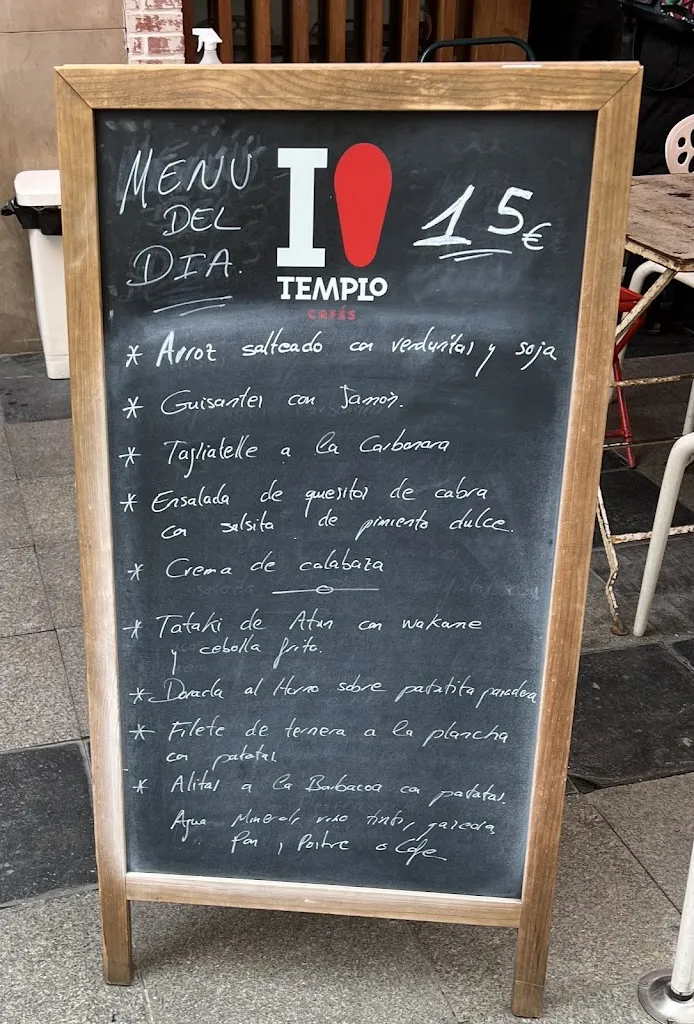 MENU
DEL
DIA.
I
TEMPLO
CAFÉS
15€
* Arroz salteado con verduritas y soja
* Guisantes con Jamon.
* Tagliatelle a la Carbonara
* Ensalada de quesitos de cabra
con salsita de pimiento dulce.
* Crema de calabaza
* Tataki de Atun con wakame
y cebolla frita.
* Dorada al Horno sobre patatita panadera
* Filete de ternera a la plancha
con patatas
* Alitas a la Barbacoa con patatas.
Agua Mineral, vino tinto, gaseosa,
Pan, Postre o Cafe